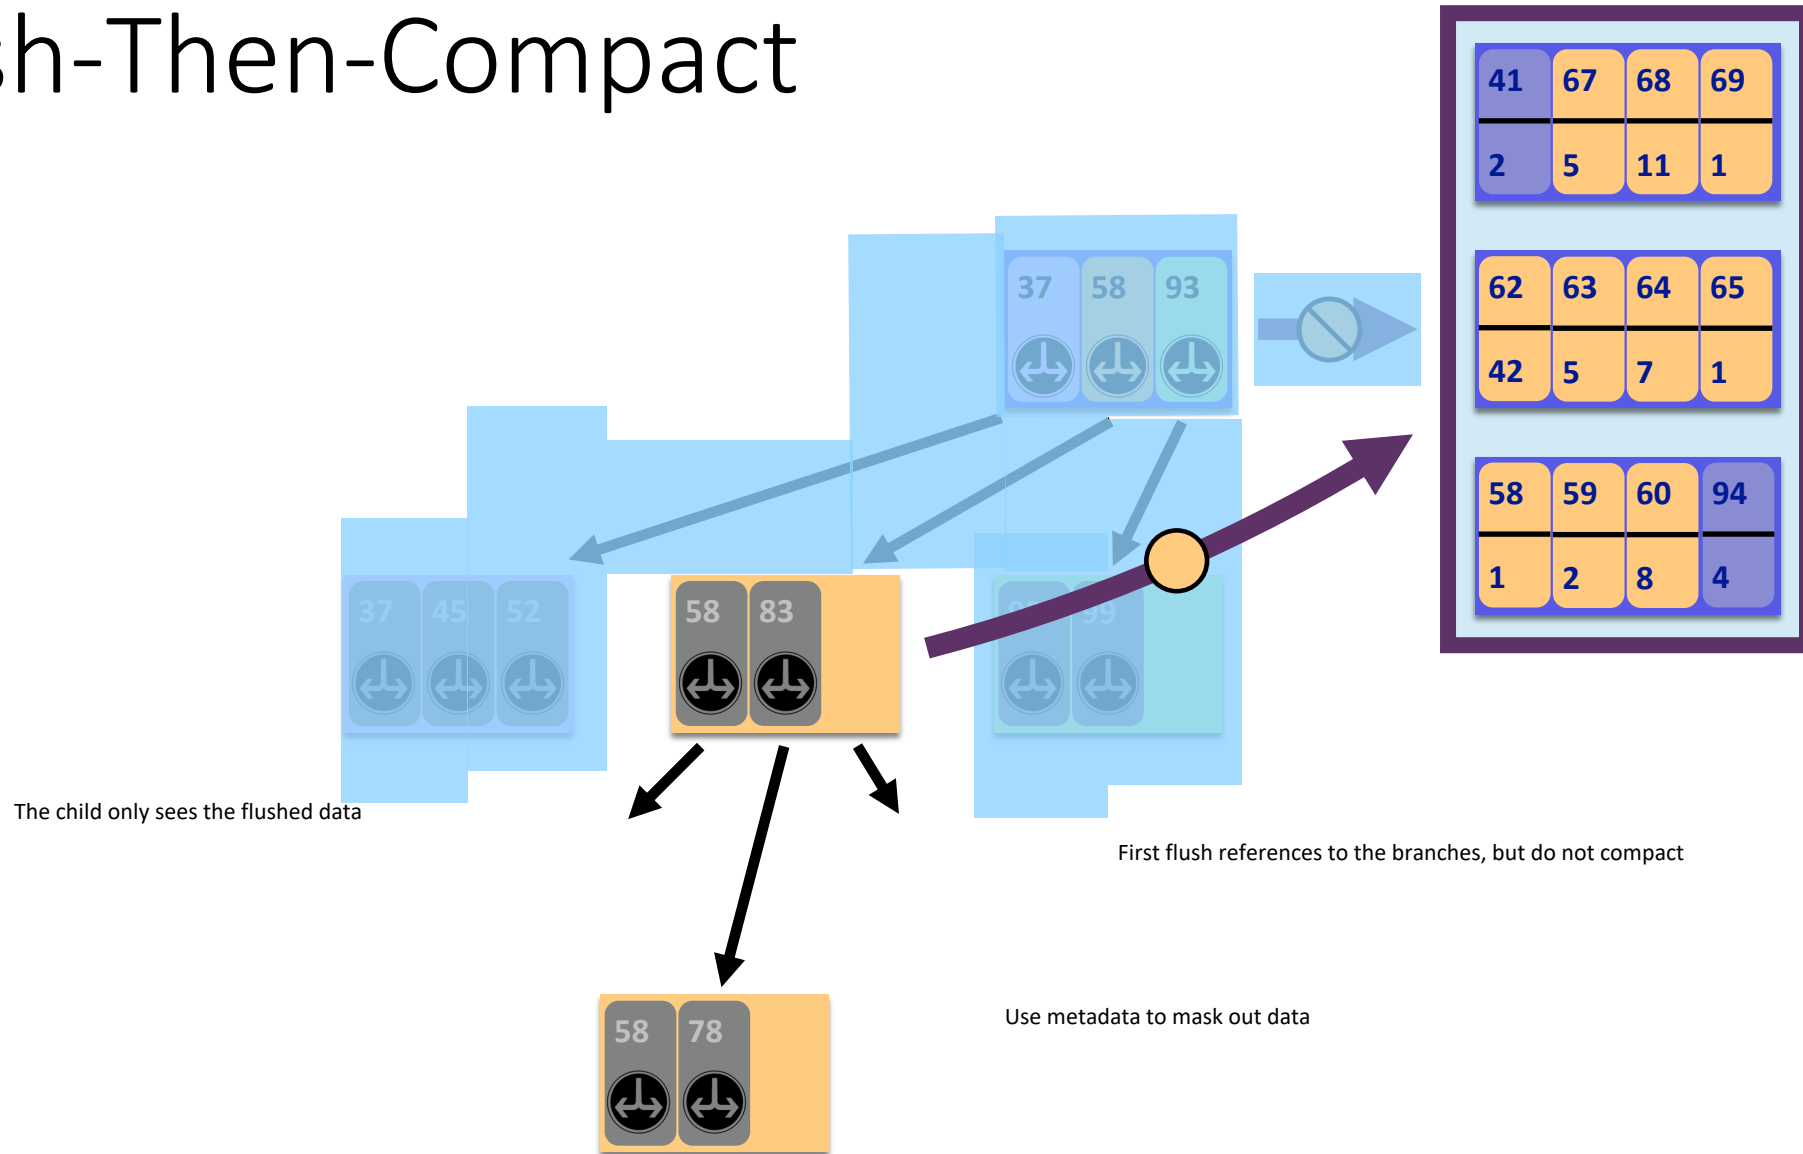 sh-Then-Compact
41 67 68 69
2 5 11 1
37 58 93
62 63 64 65
42 5 7 1
58 59 60 94
1 2 8 4
37 45 52
58 83
99
The child only sees the flushed data
First flush references to the branches, but do not compact
58 78
Use metadata to mask out data